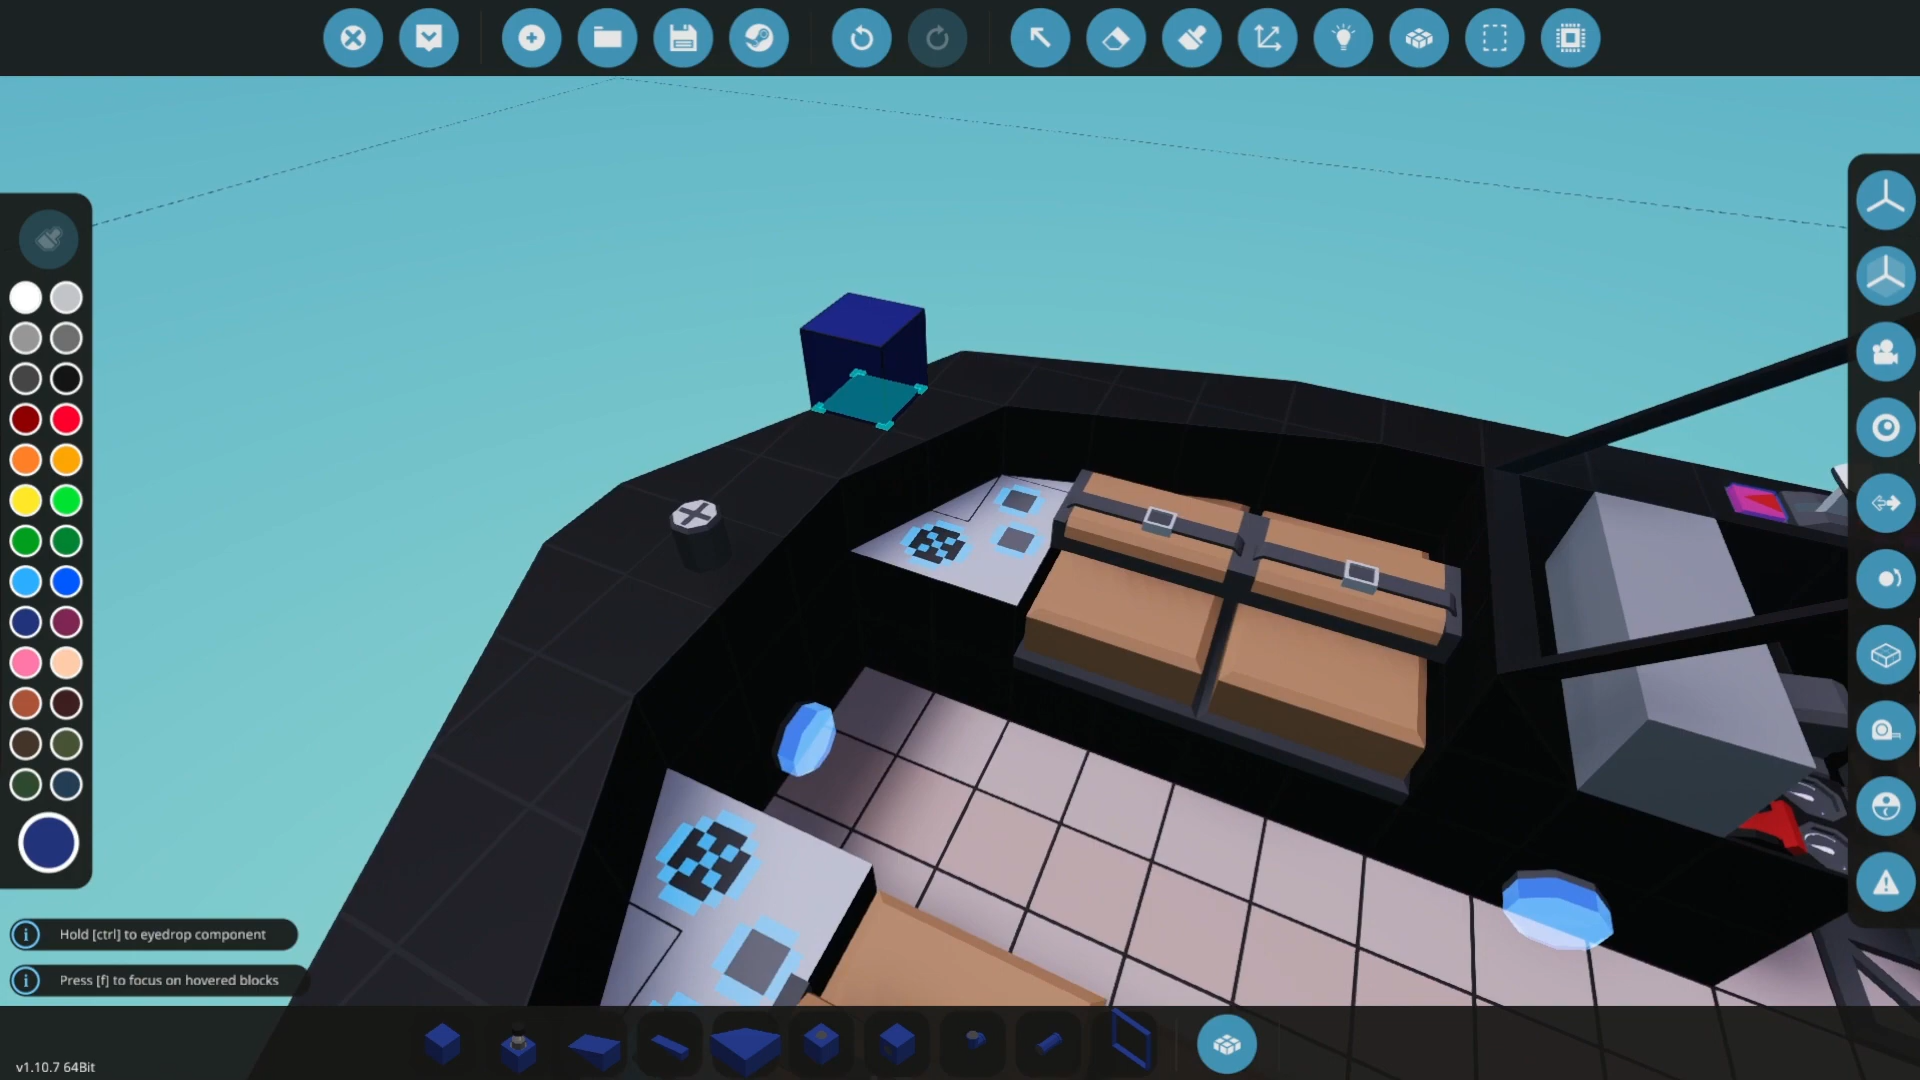 Hold [ctrl] to eyedrop component
Press [f] to focus on hovered blocks
v1.10.7 64Bit